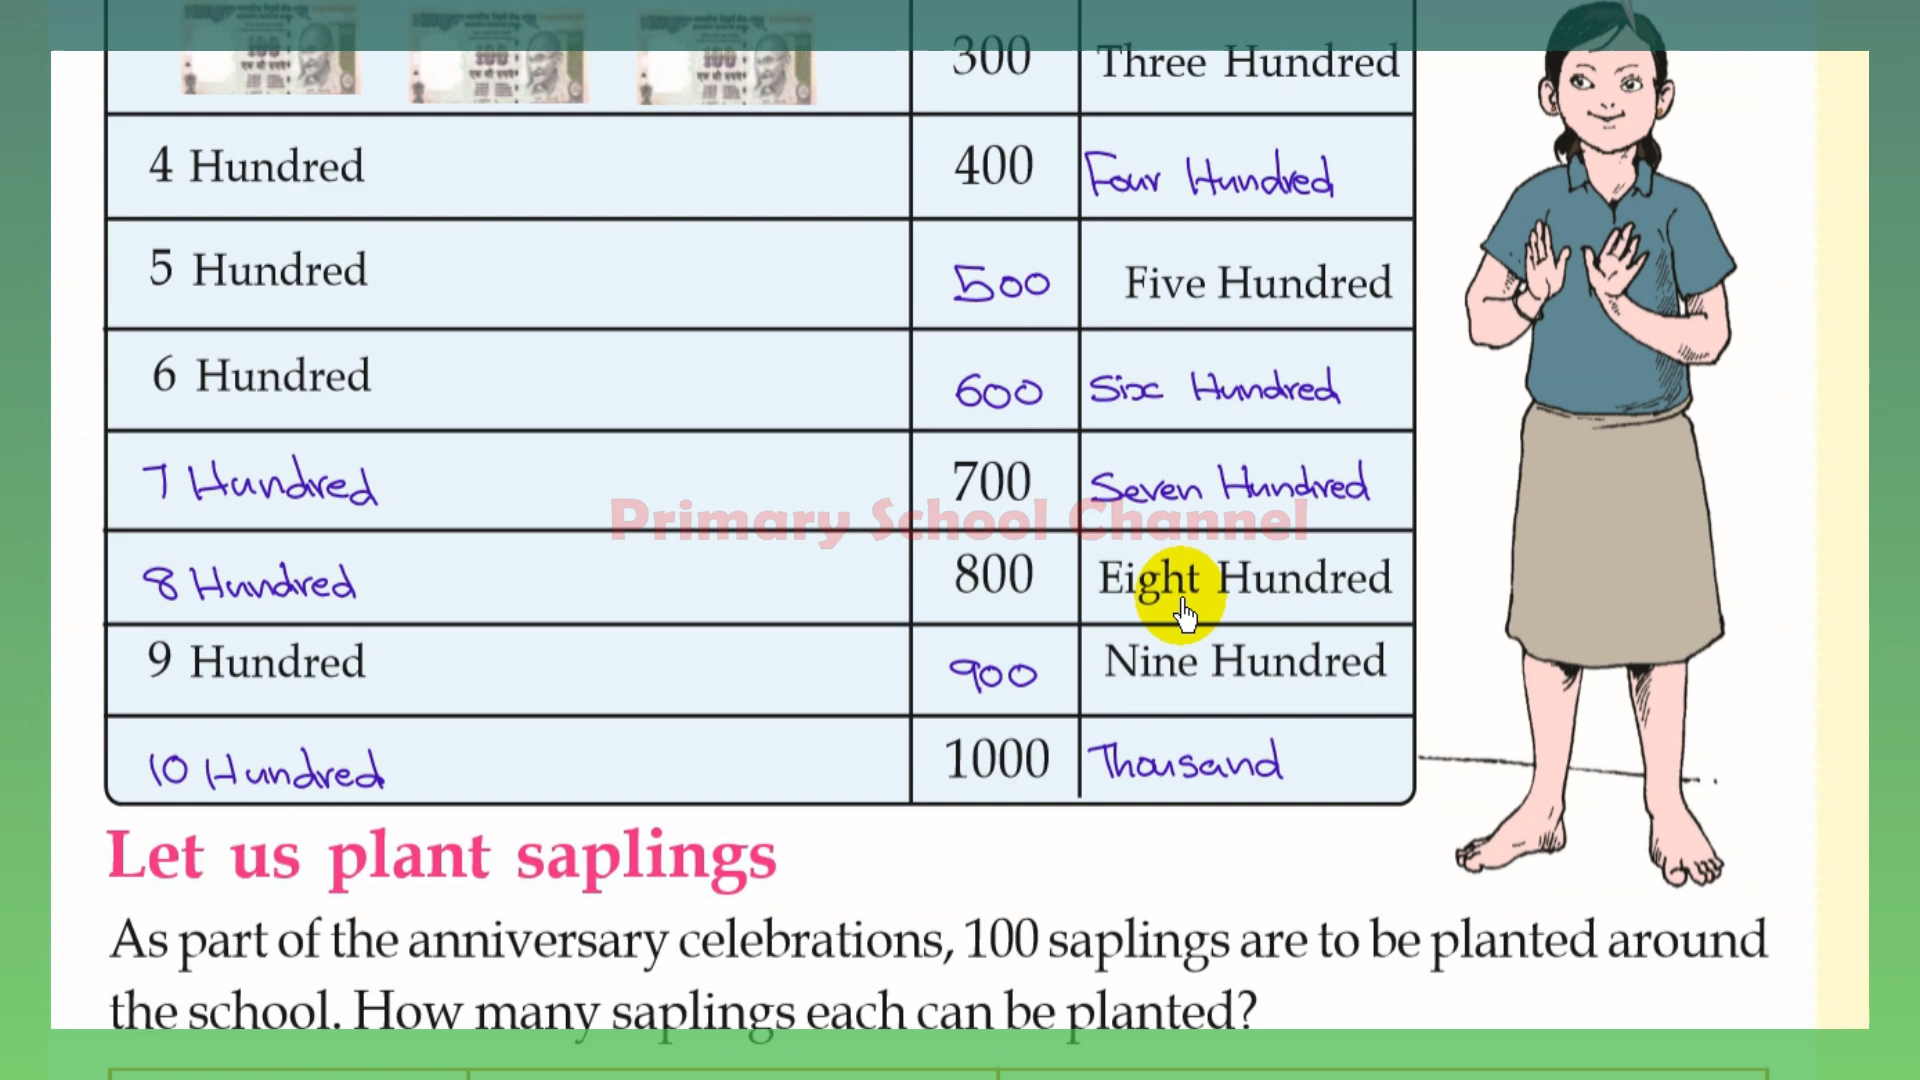 100 100 100 300 Three Hundred
4 Hundred 400 Four Hundred
5 Hundred 500 Five Hundred
6 Hundred 600 Six Hundred
7 Hundred 700 Seven Hundred
Primary School Channel
8 Hundred 800 Eight Hundred
9 Hundred 900 Nine Hundred
10 Hundred 1000 Thousand
Let us plant saplings
As part of the anniversary celebrations, 100 saplings are to be planted around
the school. How many saplings each can be planted?